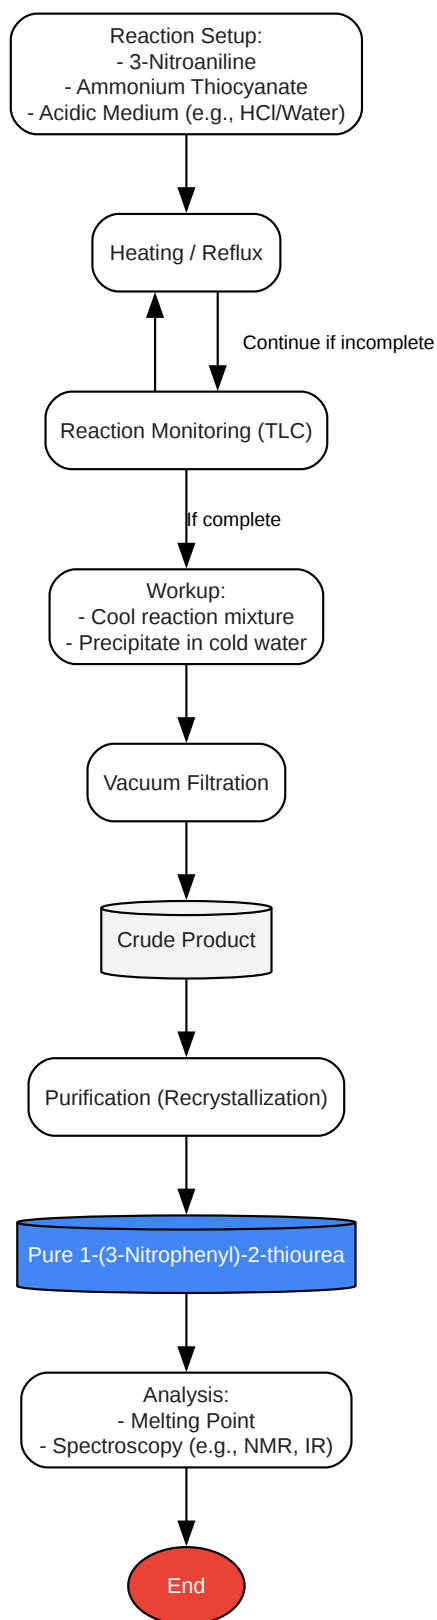 Reaction Setup:
- 3-Nitroaniline
- Ammonium Thiocyanate
- Acidic Medium (e.g., HCl/Water)
Heating / Reflux
Continue if incomplete
Reaction Monitoring (TLC)
If complete
Workup:
- Cool reaction mixture
- Precipitate in cold water
Vacuum Filtration
Crude Product
Purification (Recrystallization)
Pure 1-(3-Nitrophenyl)-2-thiourea
Analysis:
- Melting Point
- Spectroscopy (e.g., NMR, IR)
End